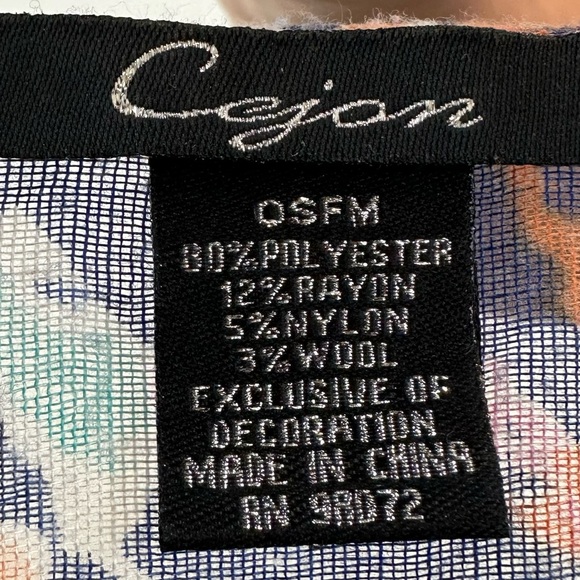 Cejon
OSFM
80%POLYESTER
12%RAYON
5%NYLON
3%WOOL
EXCLUSIVE OF
DECORATION
MADE IN CHINA
RN 98072